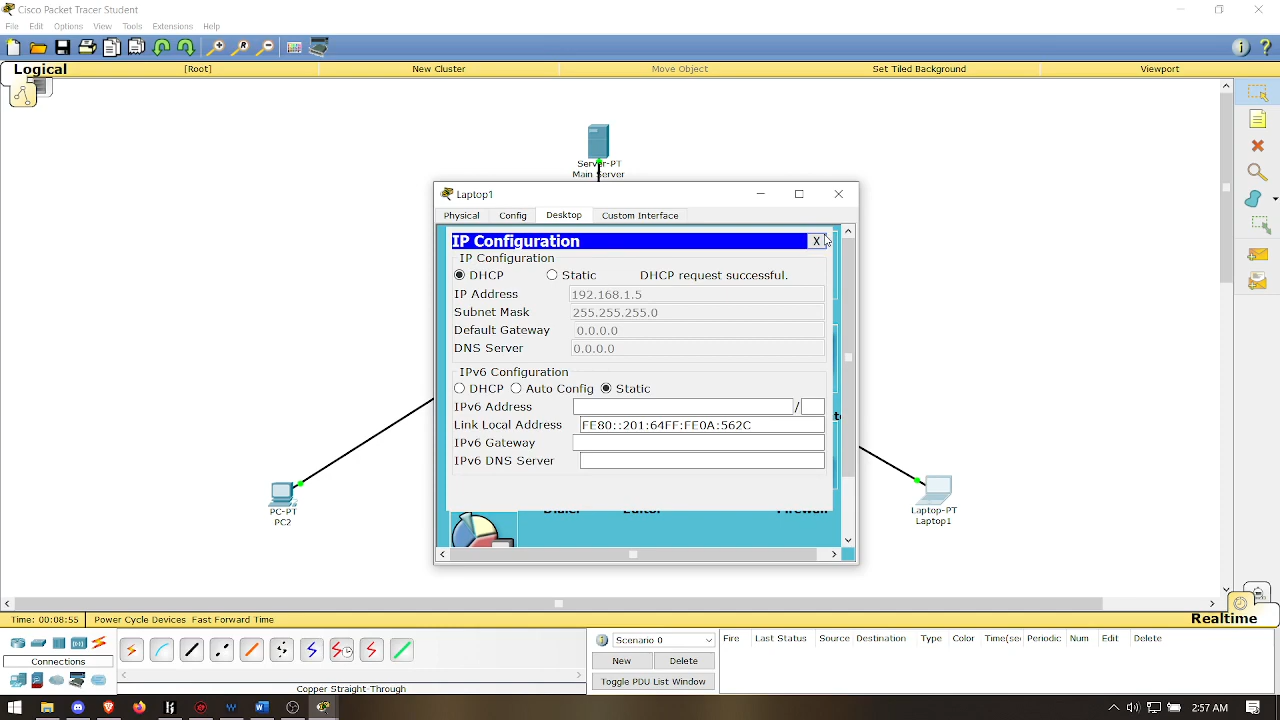 Cisco Packet Tracer Student
File Edit Options View Tools Extensions Help
Logical [Root] New Cluster Move Object Set Tiled Background Viewport
Server-PT
Main Server
Laptop1
Physical Config Desktop Custom Interface
IP Configuration X
IP Configuration
DHCP Static DHCP request successful.
IP Address 192.168.1.5
Subnet Mask 255.255.255.0
Default Gateway 0.0.0.0
DNS Server 0.0.0.0
IPv6 Configuration
DHCP Auto Config Static
IPv6 Address /
Link Local Address FE80::201:64FF:FE0A:562C
IPv6 Gateway
IPv6 DNS Server
Dialer Editor Firewall
PC-PT
PC2
Laptop-PT
Laptop1
Time: 00:08:55 Power Cycle Devices Fast Forward Time Realtime
Connections
Copper Straight-Through
Scenario 0
New Delete
Toggle PDU List Window
Fire Last Status Source Destination Type Color Time(sec Periodic Num Edit Delete
2:57 AM